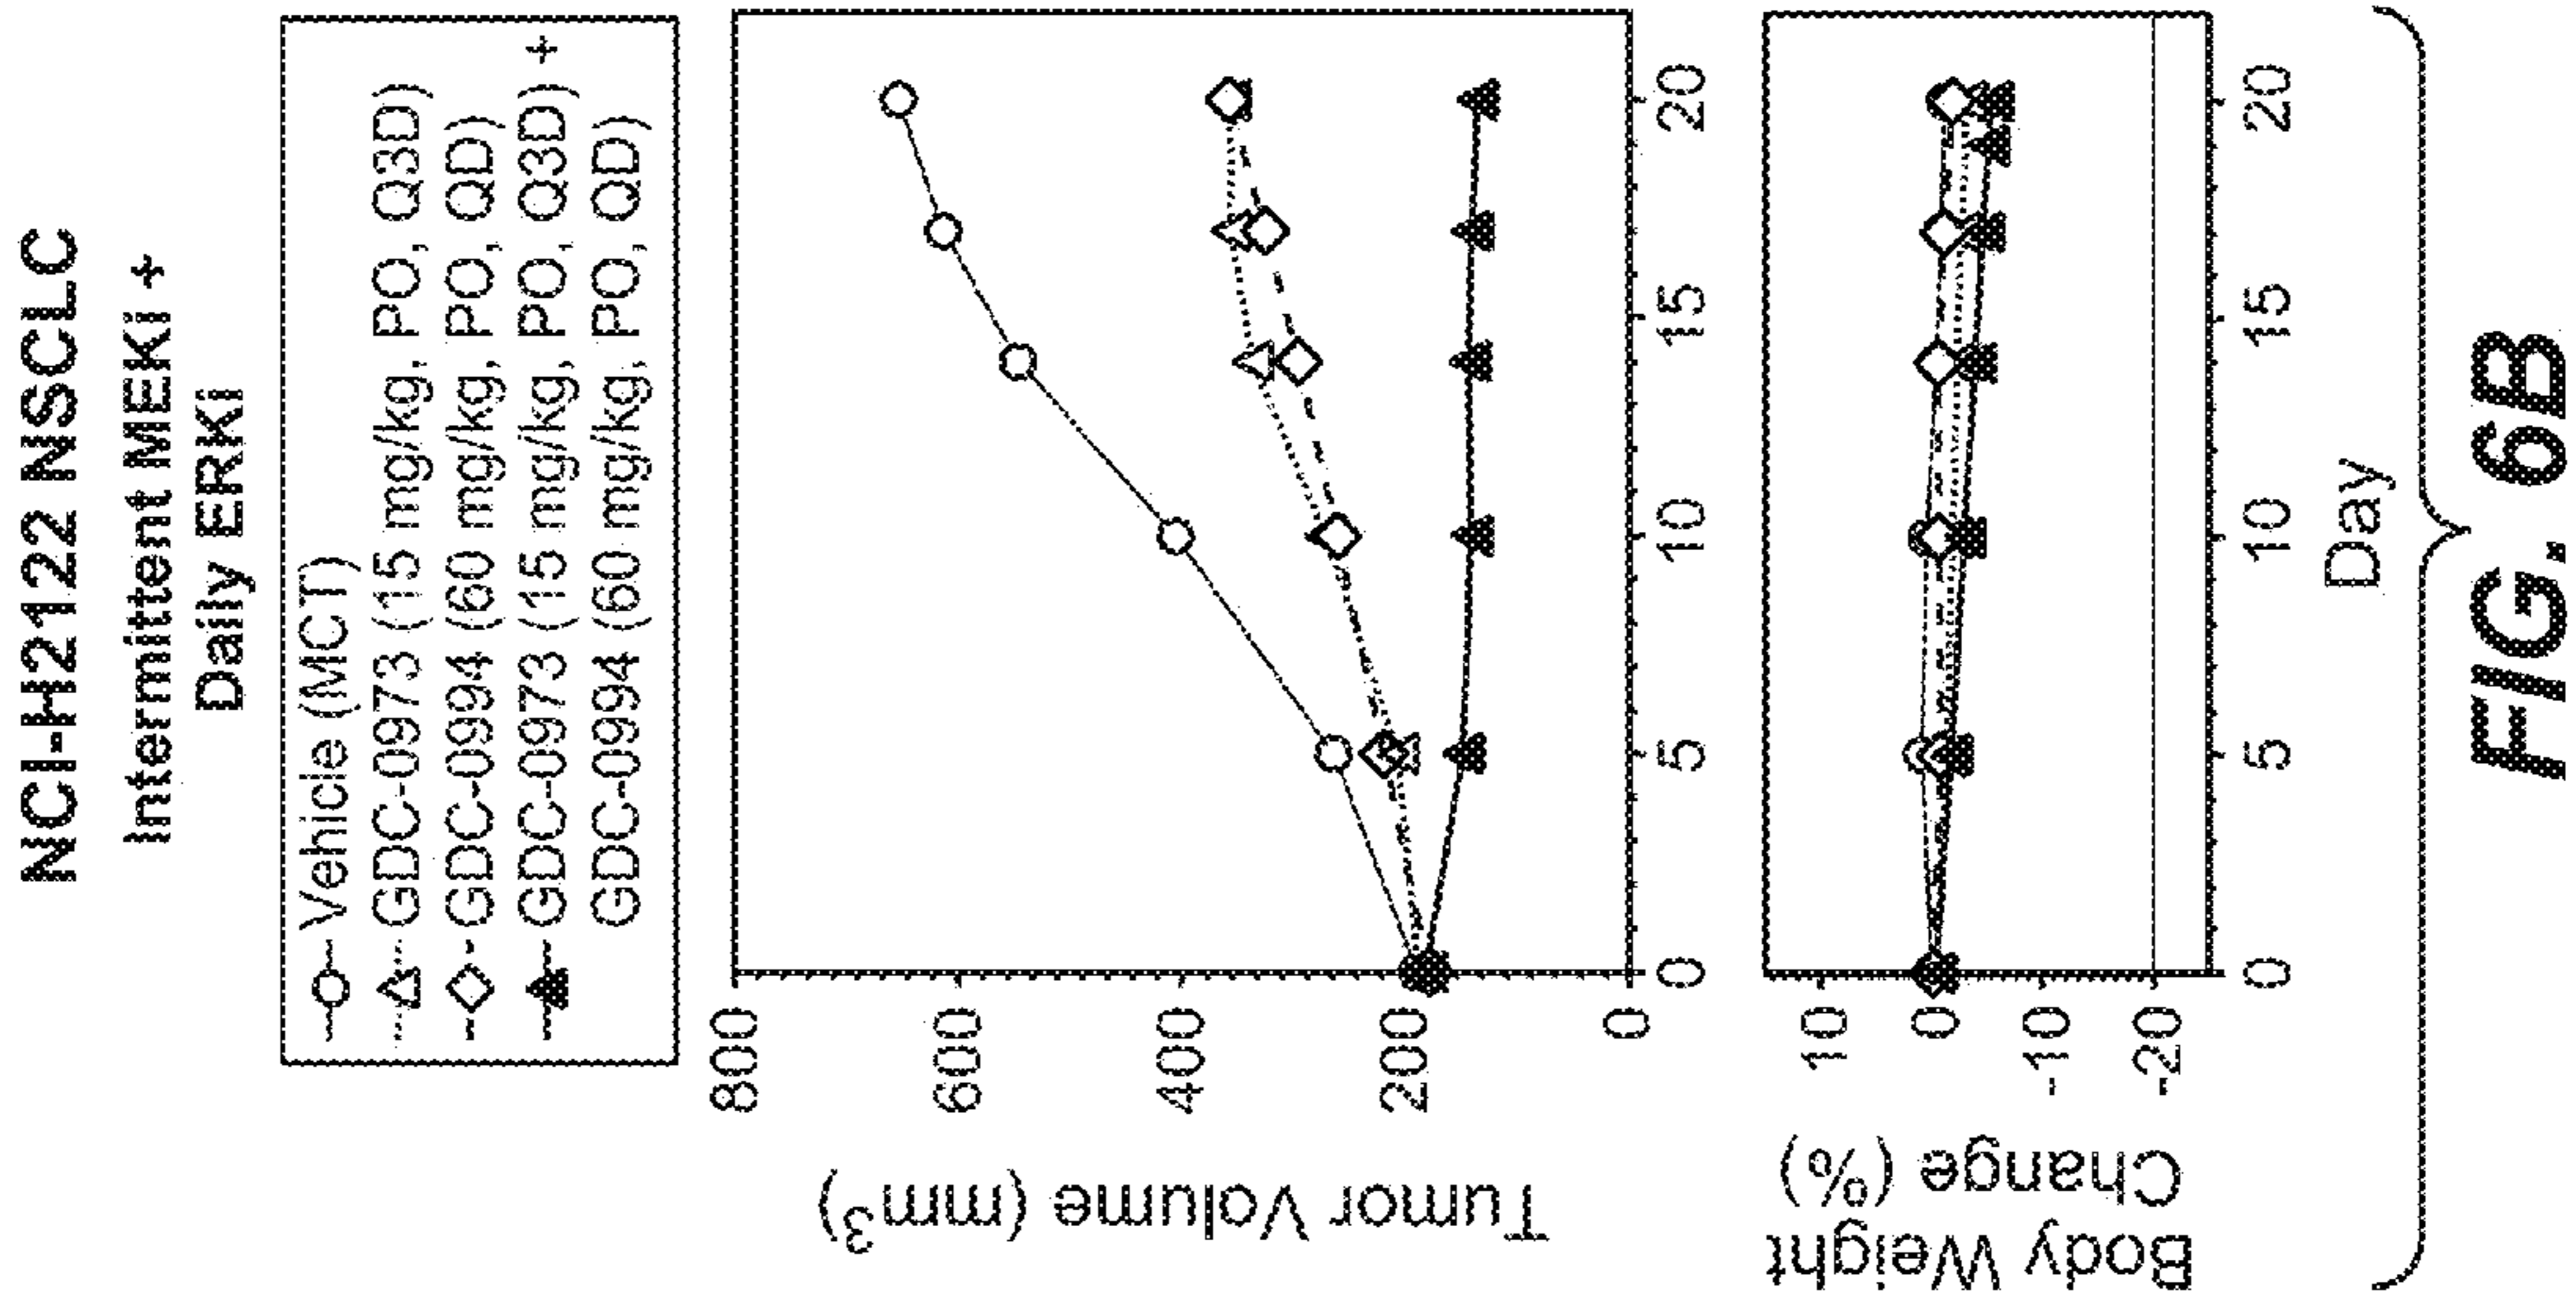 NCI-H2122 NSCLC
Intermittent MEKi +
Daily ERKi
Vehicle (MCT)
GDC-0973 (15 mg/kg, PO, Q3D)
GDC-0994 (60 mg/kg, PO, QD)
GDC-0973 (15 mg/kg, PO, Q3D) +
GDC-0994 (60 mg/kg, PO, QD)
Tumor Volume (mm³)
800
600
400
200
0
0 5 10 15 20
Body Weight
Change (%)
10
0
-10
-20
0 5 10 15 20
Day
FIG. 6B